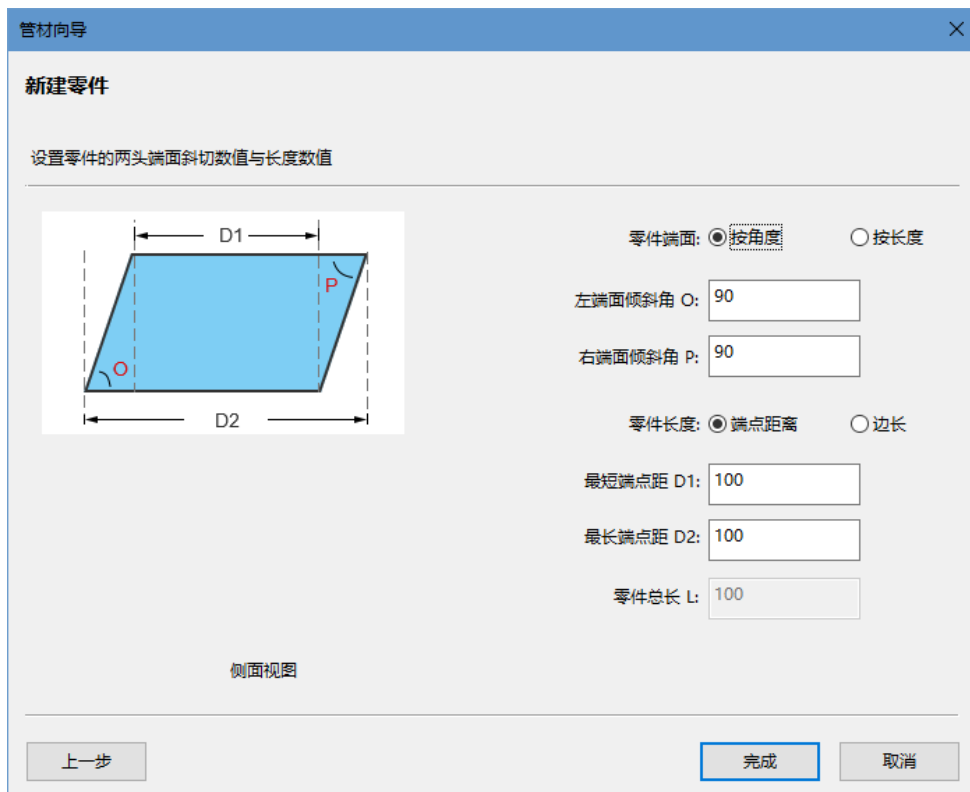 管材向导
新建零件
设置零件的两头端面斜切数值与长度数值
D1
P
O
D2
侧面视图
零件端面: 按角度 按长度
左端面倾斜角 O: 90
右端面倾斜角 P: 90
零件长度: 端点距离 边长
最短端点距 D1: 100
最长端点距 D2: 100
零件总长 L: 100
上一步 完成 取消